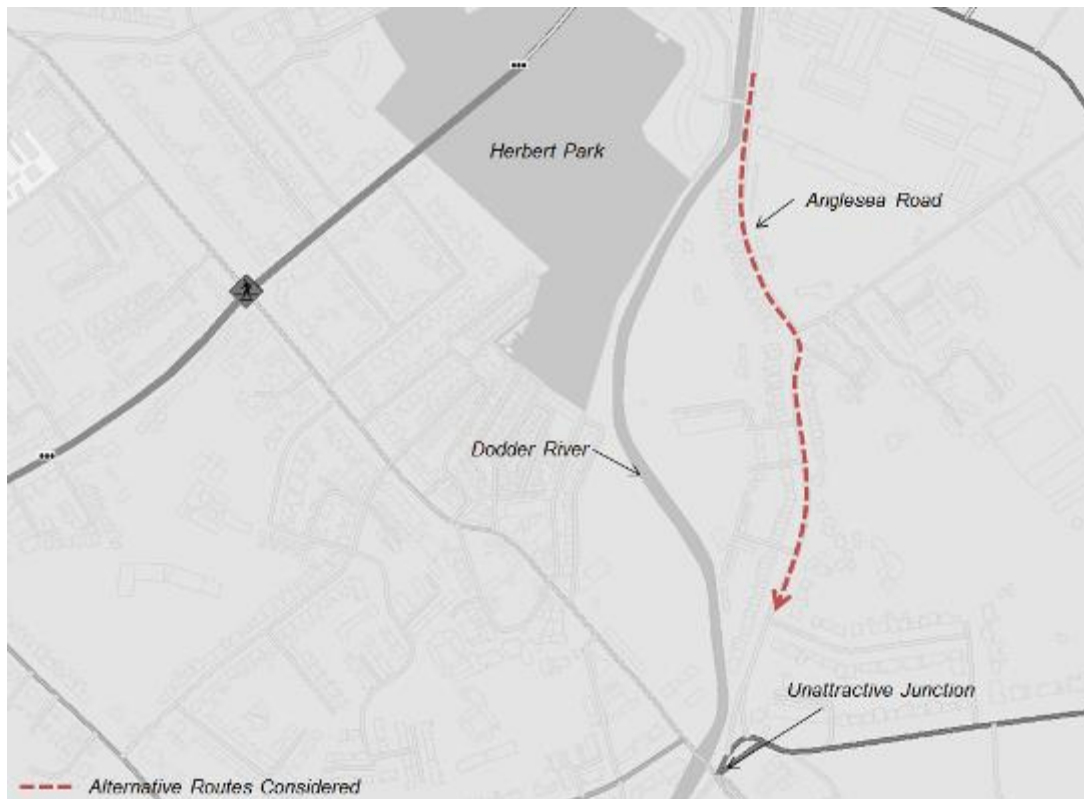 Herbert Park
Anglesea Road
Dodder River
Unattractive Junction
Alternative Routes Considered